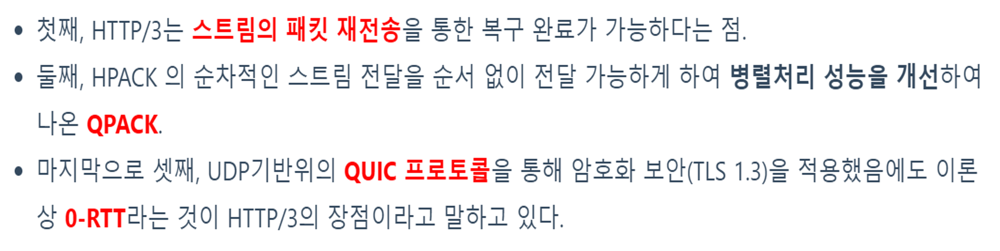 • 첫째, HTTP/3는 스트림의 패킷 재전송을 통한 복구 완료가 가능하다는 점.
• 둘째, HPACK 의 순차적인 스트림 전달을 순서 없이 전달 가능하게 하여 병렬처리 성능을 개선하여
나온 QPACK.
• 마지막으로 셋째, UDP기반위의 QUIC 프로토콜을 통해 암호화 보안(TLS 1.3)을 적용했음에도 이론
상 0-RTT라는 것이 HTTP/3의 장점이라고 말하고 있다.